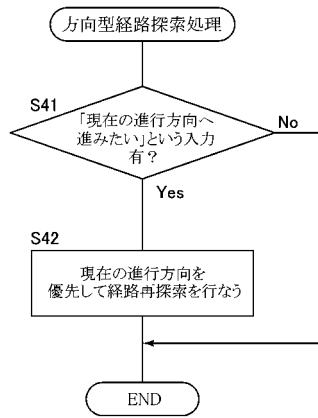 方向型経路探索処理
S41
「現在の進行方向へ
進みたい」という入力
有？
No
Yes
S42
現在の進行方向を
優先して経路再探索を行なう
END